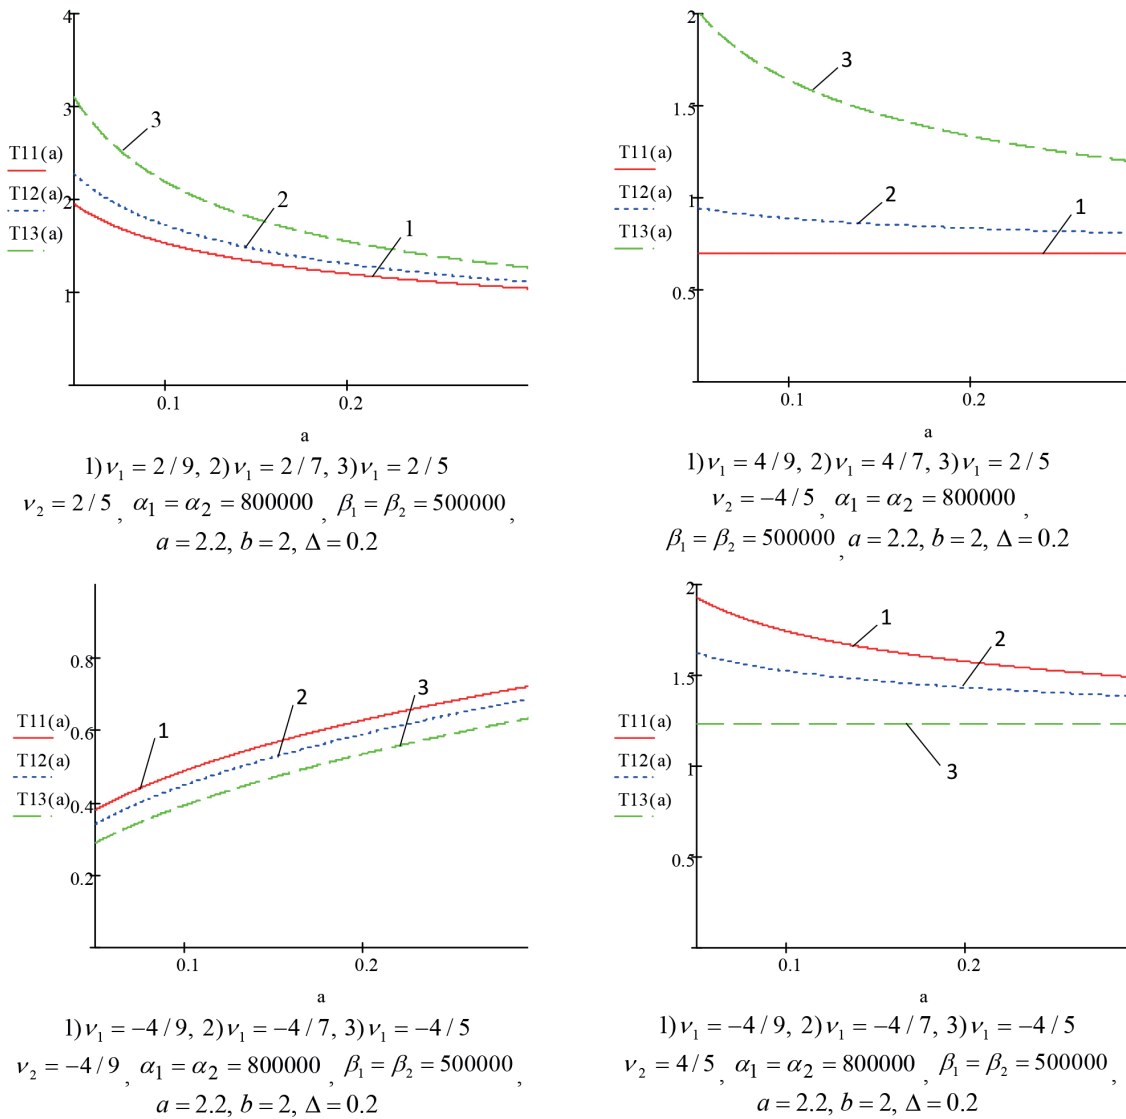 4
3
2
1
T11(a)
T12(a)
T13(a)
3
2
1
0.1
0.2
a
1) ν₁ = 2 / 9, 2) ν₁ = 2 / 7, 3) ν₁ = 2 / 5
ν₂ = 2 / 5 , α₁ = α₂ = 800000 , β₁ = β₂ = 500000 ,
a = 2.2, b = 2, Δ = 0.2
2
1.5
1
0.5
T11(a)
T12(a)
T13(a)
3
2
1
0.1
0.2
a
1) ν₁ = 4 / 9, 2) ν₁ = 4 / 7, 3) ν₁ = 2 / 5
ν₂ = −4 / 5 , α₁ = α₂ = 800000 ,
β₁ = β₂ = 500000 , a = 2.2, b = 2, Δ = 0.2
0.8
0.6
0.4
0.2
T11(a)
T12(a)
T13(a)
1
2
3
0.1
0.2
a
1) ν₁ = −4 / 9, 2) ν₁ = −4 / 7, 3) ν₁ = −4 / 5
ν₂ = −4 / 9 , α₁ = α₂ = 800000 , β₁ = β₂ = 500000 ,
a = 2.2, b = 2, Δ = 0.2
2
1.5
1
0.5
T11(a)
T12(a)
T13(a)
1
2
3
0.1
0.2
a
1) ν₁ = −4 / 9, 2) ν₁ = −4 / 7, 3) ν₁ = −4 / 5
ν₂ = 4 / 5 , α₁ = α₂ = 800000 , β₁ = β₂ = 500000 ,
a = 2.2, b = 2, Δ = 0.2